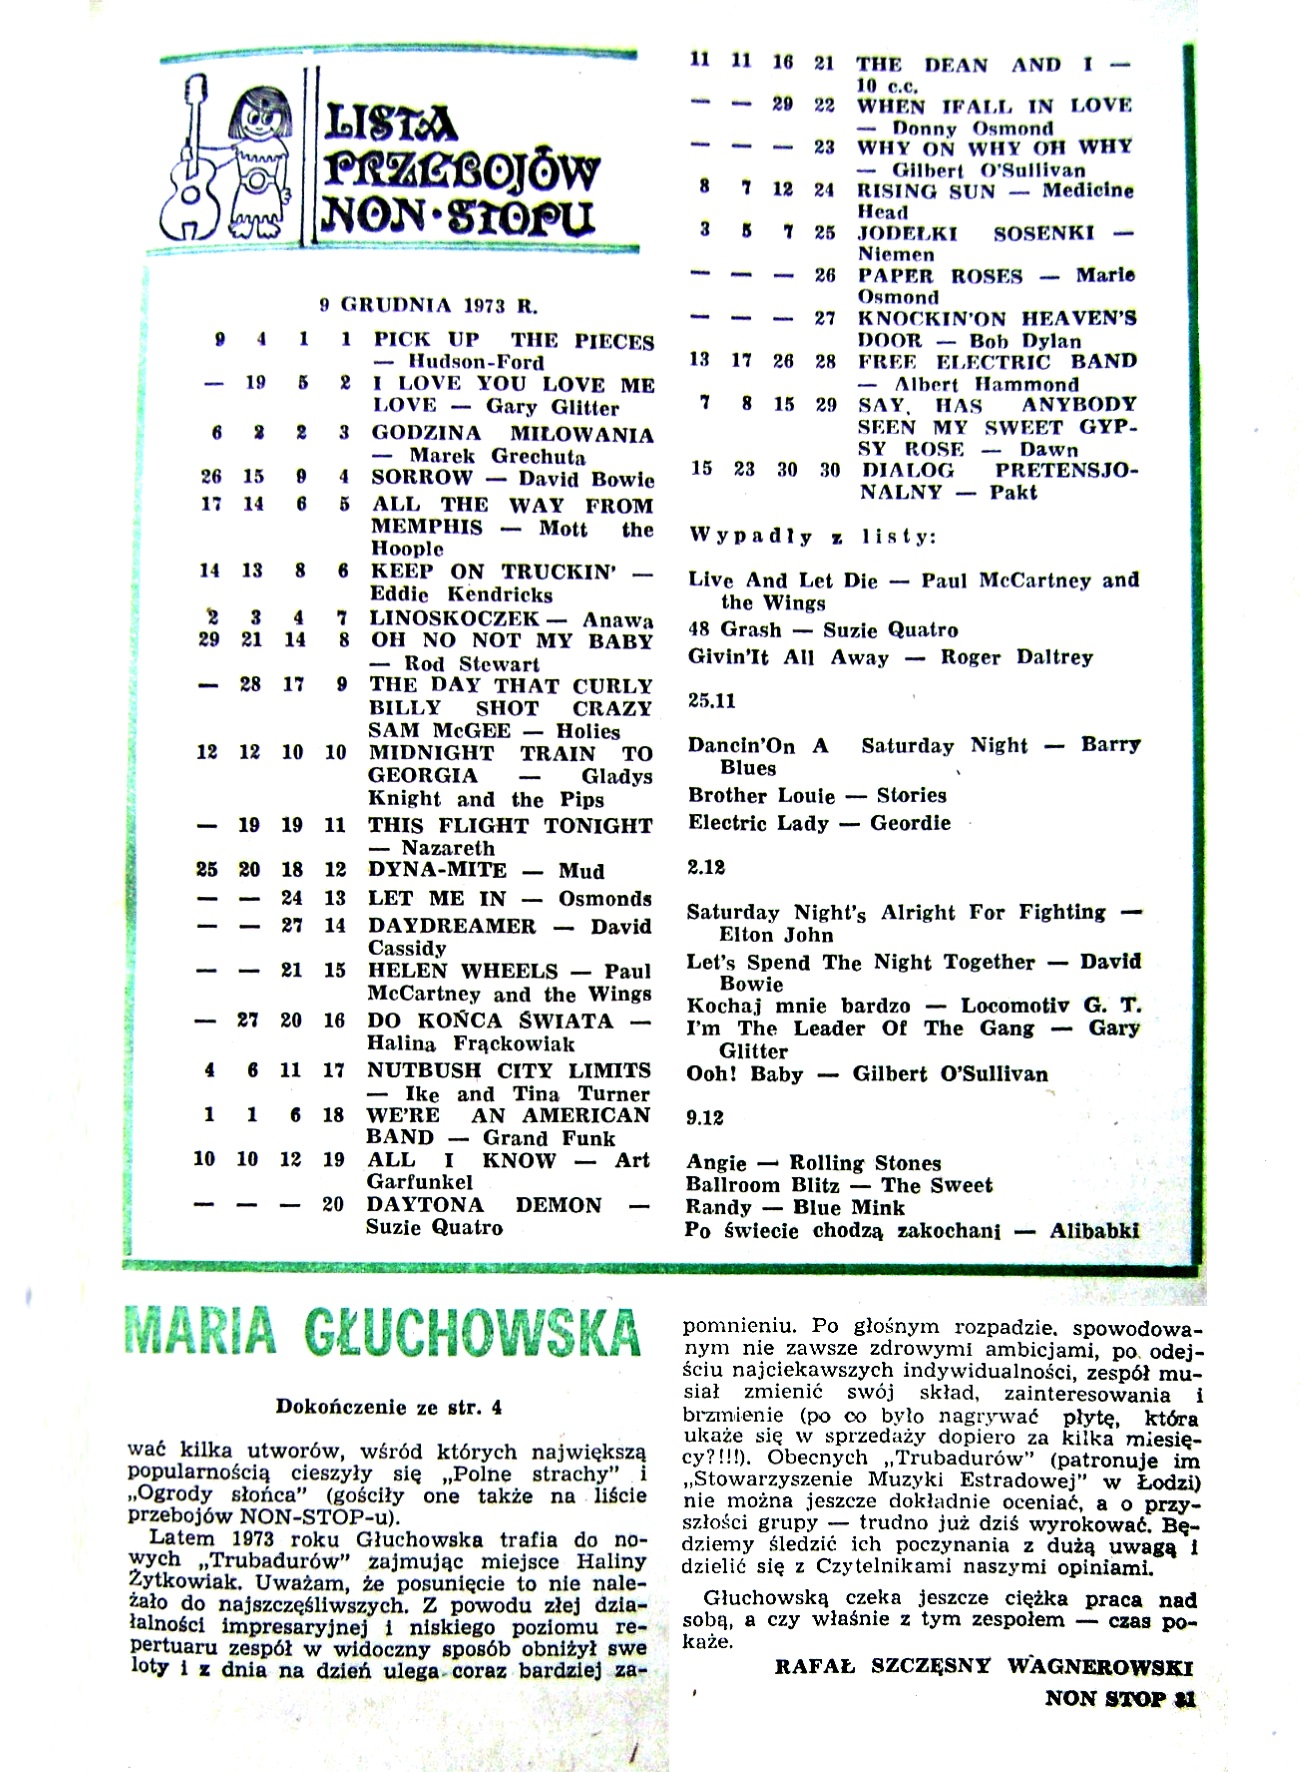 LISTA
PRZEBOJÓW
NON·STOPU
9 GRUDNIA 1973 R.
9 4 1 1 PICK UP THE PIECES
— Hudson-Ford
— 19 5 2 I LOVE YOU LOVE ME
LOVE — Gary Glitter
6 2 2 3 GODZINA MIŁOWANIA
— Marek Grechuta
26 15 9 4 SORROW — David Bowie
17 14 6 5 ALL THE WAY FROM
MEMPHIS — Mott the
Hoople
14 13 8 6 KEEP ON TRUCKIN' —
Eddie Kendricks
2 3 4 7 LINOSKOCZEK — Anawa
29 21 14 8 OH NO NOT MY BABY
— Rod Stewart
— 28 17 9 THE DAY THAT CURLY
BILLY SHOT CRAZY
SAM McGEE — Holies
12 12 10 10 MIDNIGHT TRAIN TO
GEORGIA — Gladys
Knight and the Pips
— 19 19 11 THIS FLIGHT TONIGHT
— Nazareth
25 20 18 12 DYNA-MITE — Mud
— — 24 13 LET ME IN — Osmonds
— — 27 14 DAYDREAMER — David
Cassidy
— — 21 15 HELEN WHEELS — Paul
McCartney and the Wings
— 27 20 16 DO KOŃCA ŚWIATA —
Halina Frąckowiak
4 6 11 17 NUTBUSH CITY LIMITS
— Ike and Tina Turner
1 1 6 18 WE'RE AN AMERICAN
BAND — Grand Funk
10 10 12 19 ALL I KNOW — Art
Garfunkel
— — — 20 DAYTONA DEMON —
Suzie Quatro
11 11 16 21 THE DEAN AND I —
10 c.c.
— — 29 22 WHEN IFALL IN LOVE
— Donny Osmond
— — — 23 WHY ON WHY OH WHY
— Gilbert O'Sullivan
8 7 12 24 RISING SUN — Medicine
Head
3 5 7 25 JODEŁKI SOSENKI —
Niemen
— — — 26 PAPER ROSES — Marie
Osmond
— — — 27 KNOCKIN'ON HEAVEN'S
DOOR — Bob Dylan
13 17 26 28 FREE ELECTRIC BAND
— Albert Hammond
7 8 15 29 SAY, HAS ANYBODY
SEEN MY SWEET GYP-
SY ROSE — Dawn
15 23 30 30 DIALOG PRETENSJO-
NALNY — Pakt
Wypadły z listy:
Live And Let Die — Paul McCartney and
the Wings
48 Grash — Suzie Quatro
Givin'It All Away — Roger Daltrey
25.11
Dancin'On A Saturday Night — Barry
Blues
Brother Louie — Stories
Electric Lady — Geordie
2.12
Saturday Night's Alright For Fighting —
Elton John
Let's Spend The Night Together — David
Bowie
Kochaj mnie bardzo — Locomotiv G. T.
I'm The Leader Of The Gang — Gary
Glitter
Ooh! Baby — Gilbert O'Sullivan
9.12
Angie — Rolling Stones
Ballroom Blitz — The Sweet
Randy — Blue Mink
Po świecie chodzą zakochani — Alibabki
MARIA GŁUCHOWSKA
Dokończenie ze str. 4
wać kilka utworów, wśród których największą
popularnością cieszyły się „Polne strachy” i
„Ogrody słońca” (gościły one także na liście
przebojów NON-STOP-u).
Latem 1973 roku Głuchowska trafia do no-
wych „Trubadurów” zajmując miejsce Haliny
Żytkowiak. Uważam, że posunięcie to nie nale-
żało do najszczęśliwszych. Z powodu złej dzia-
łalności impresaryjnej i niskiego poziomu re-
pertuaru zespół w widoczny sposób obniżył swe
loty i z dnia na dzień ulega coraz bardziej za-
pomnieniu. Po głośnym rozpadzie. spowodowa-
nym nie zawsze zdrowymi ambicjami, po odej-
ściu najciekawszych indywidualności, zespół mu-
siał zmienić swój skład, zainteresowania i
brzmienie (po co było nagrywać płytę, która
ukaże się w sprzedaży dopiero za kilka miesię-
cy?!!!). Obecnych „Trubadurów” (patronuje im
„Stowarzyszenie Muzyki Estradowej” w Łodzi)
nie można jeszcze dokładnie oceniać, a o przy-
szłości grupy — trudno już dziś wyrokować. Bę-
dziemy śledzić ich poczynania z dużą uwagą i
dzielić się z Czytelnikami naszymi opiniami.
Głuchowską czeka jeszcze ciężka praca nad
sobą, a czy właśnie z tym zespołem — czas po-
każe.
RAFAŁ SZCZĘSNY WAGNEROWSKI
NON STOP 21